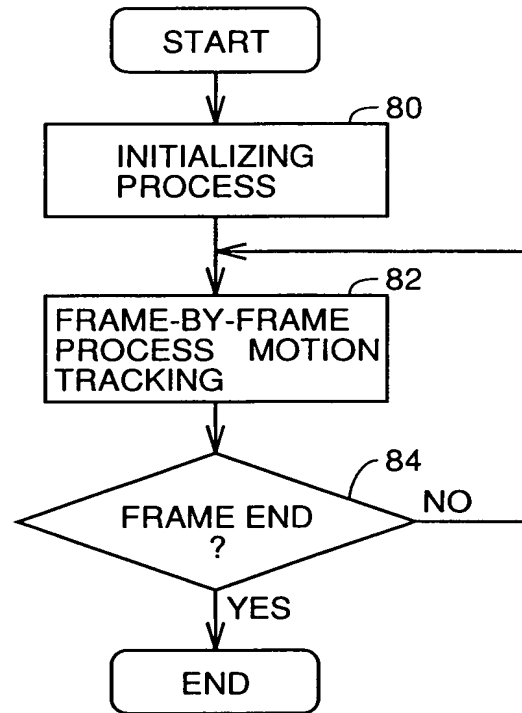 START
80
INITIALIZING
PROCESS
82
FRAME-BY-FRAME
PROCESS MOTION
TRACKING
84
FRAME END
?
NO
YES
END